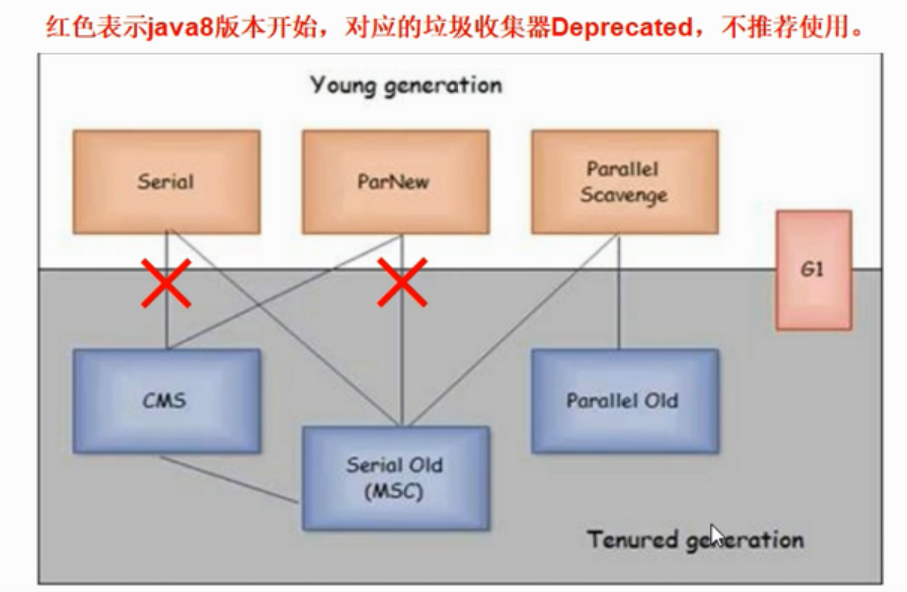 红色表示java8版本开始，对应的垃圾收集器Deprecated，不推荐使用。
Young generation
Serial
ParNew
Parallel
Scavenge
G1
CMS
Parallel Old
Serial Old
(MSC)
Tenured generation